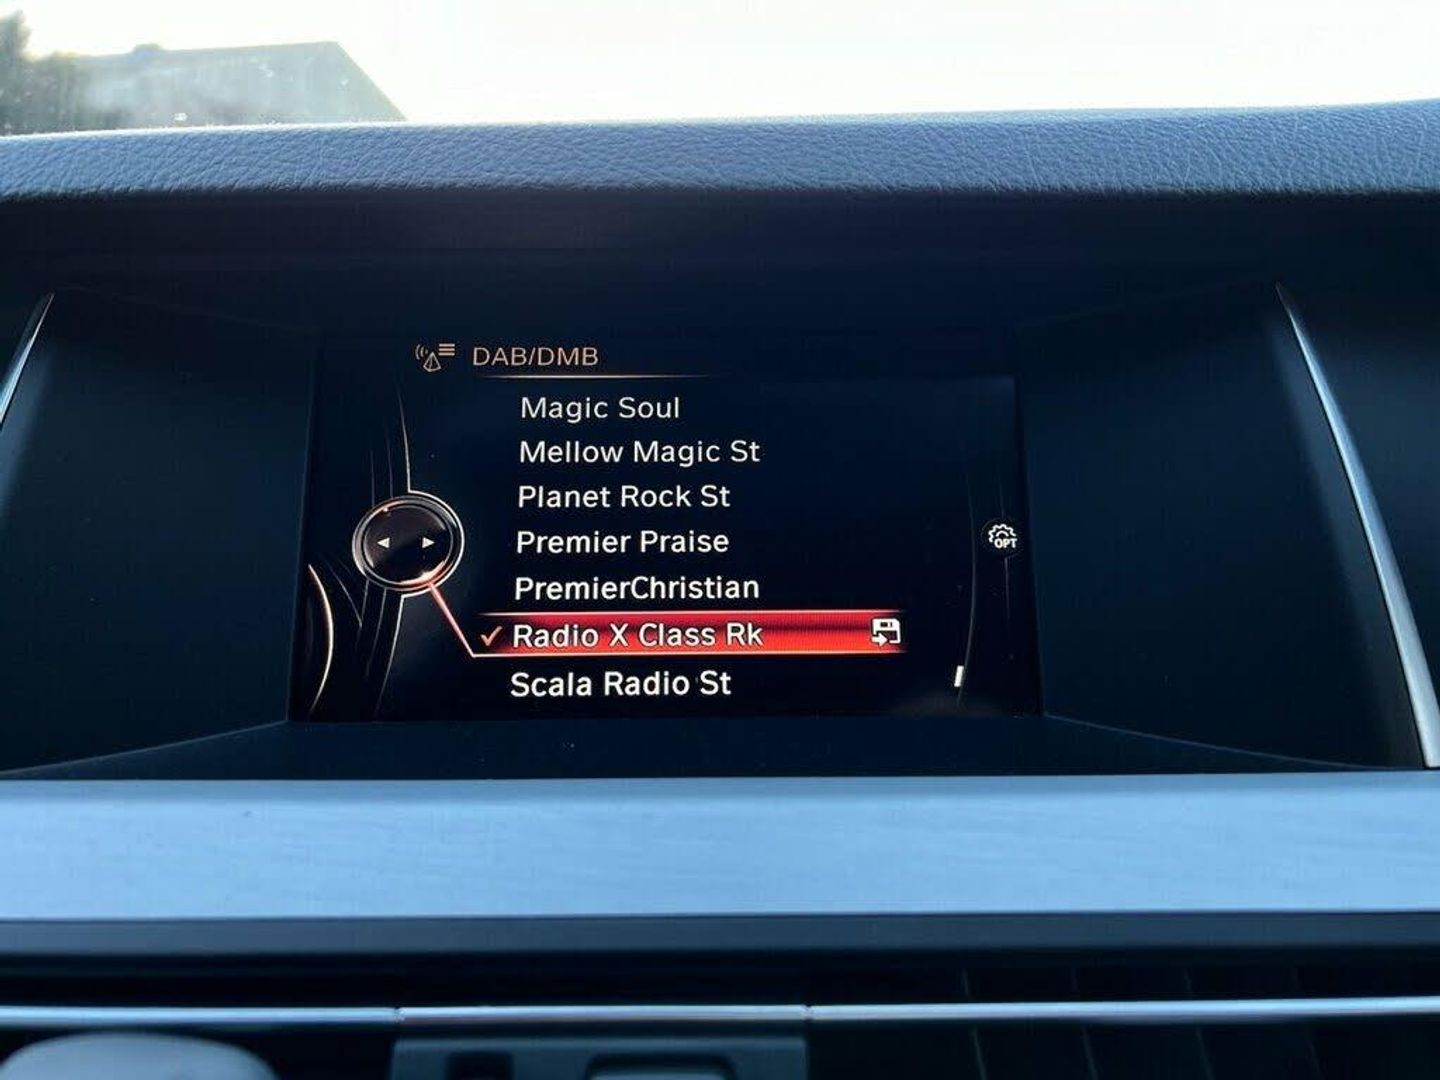 DAB/DMB
Magic Soul
Mellow Magic St
Planet Rock St
Premier Praise
PremierChristian
Radio X Class Rk
OPT
Scala Radio St